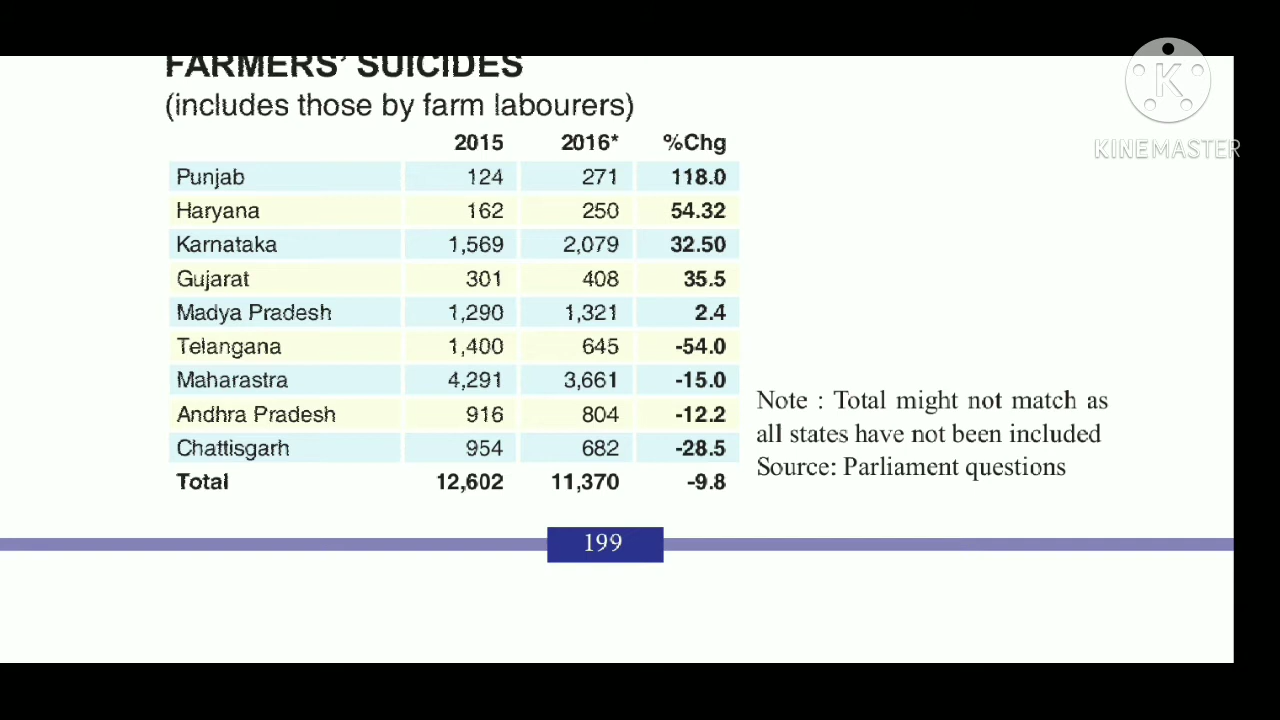 FARMERS' SUICIDES
(includes those by farm labourers)
2015 2016* %Chg
Punjab 124 271 118.0
Haryana 162 250 54.32
Karnataka 1,569 2,079 32.50
Gujarat 301 408 35.5
Madya Pradesh 1,290 1,321 2.4
Telangana 1,400 645 -54.0
Maharastra 4,291 3,661 -15.0
Andhra Pradesh 916 804 -12.2
Chattisgarh 954 682 -28.5
Total 12,602 11,370 -9.8
Note : Total might not match as
all states have not been included
Source: Parliament questions
199
K
KINEMASTER